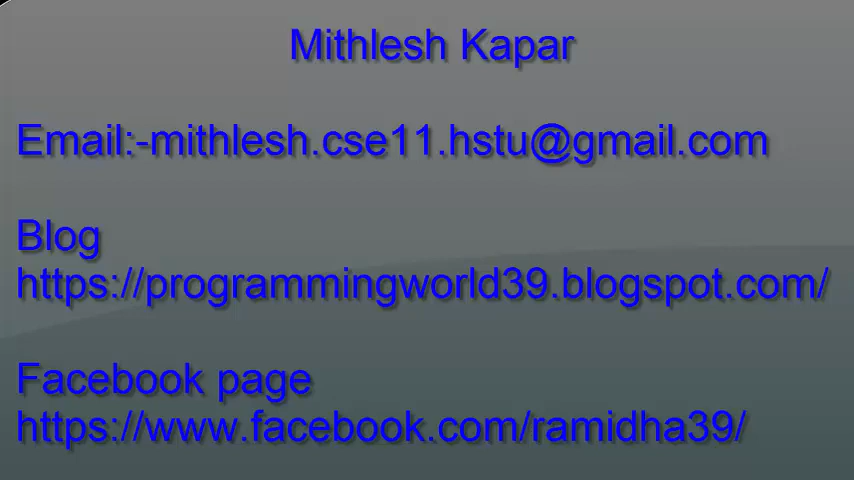 Mithlesh Kapar
Email:-mithlesh.cse11.hstu@gmail.com
Blog
https://programmingworld39.blogspot.com/
Facebook page
https://www.facebook.com/ramidha39/